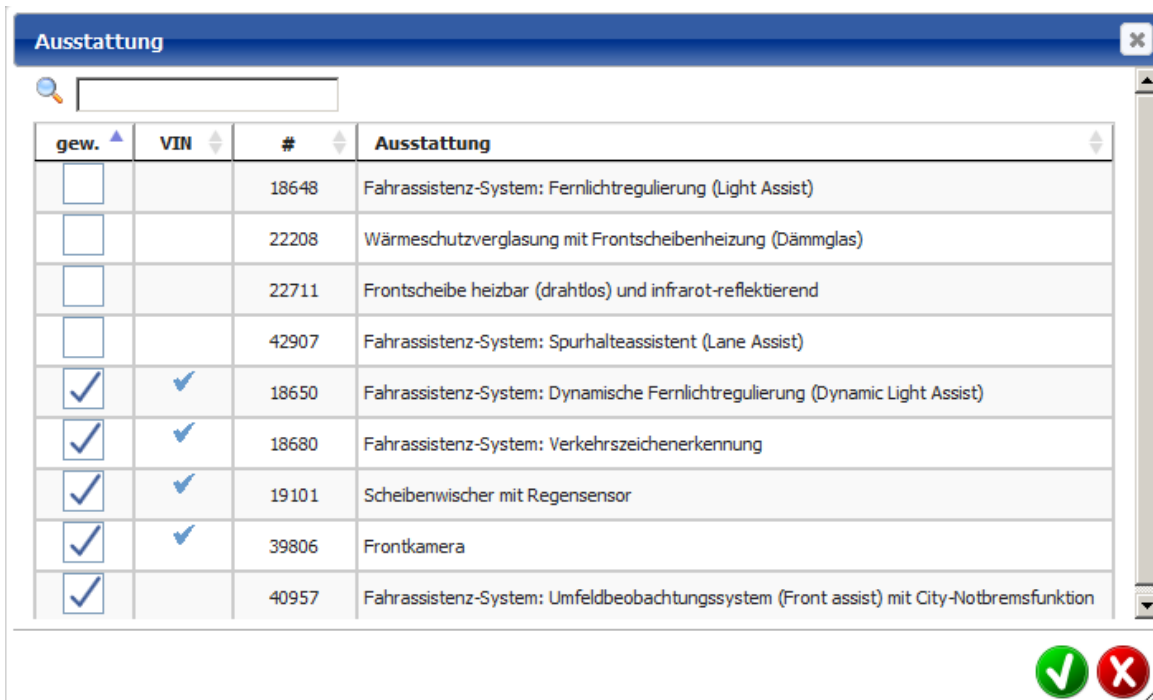 Ausstattung
gew. VIN # Ausstattung
18648 Fahrassistenz-System: Fernlichtregulierung (Light Assist)
22208 Wärmeschutzverglasung mit Frontscheibenheizung (Dämmglas)
22711 Frontscheibe heizbar (drahtlos) und infrarot-reflektierend
42907 Fahrassistenz-System: Spurhalteassistent (Lane Assist)
18650 Fahrassistenz-System: Dynamische Fernlichtregulierung (Dynamic Light Assist)
18680 Fahrassistenz-System: Verkehrszeichenerkennung
19101 Scheibenwischer mit Regensensor
39806 Frontkamera
40957 Fahrassistenz-System: Umfeldbeobachtungssystem (Front assist) mit City-Notbremsfunktion